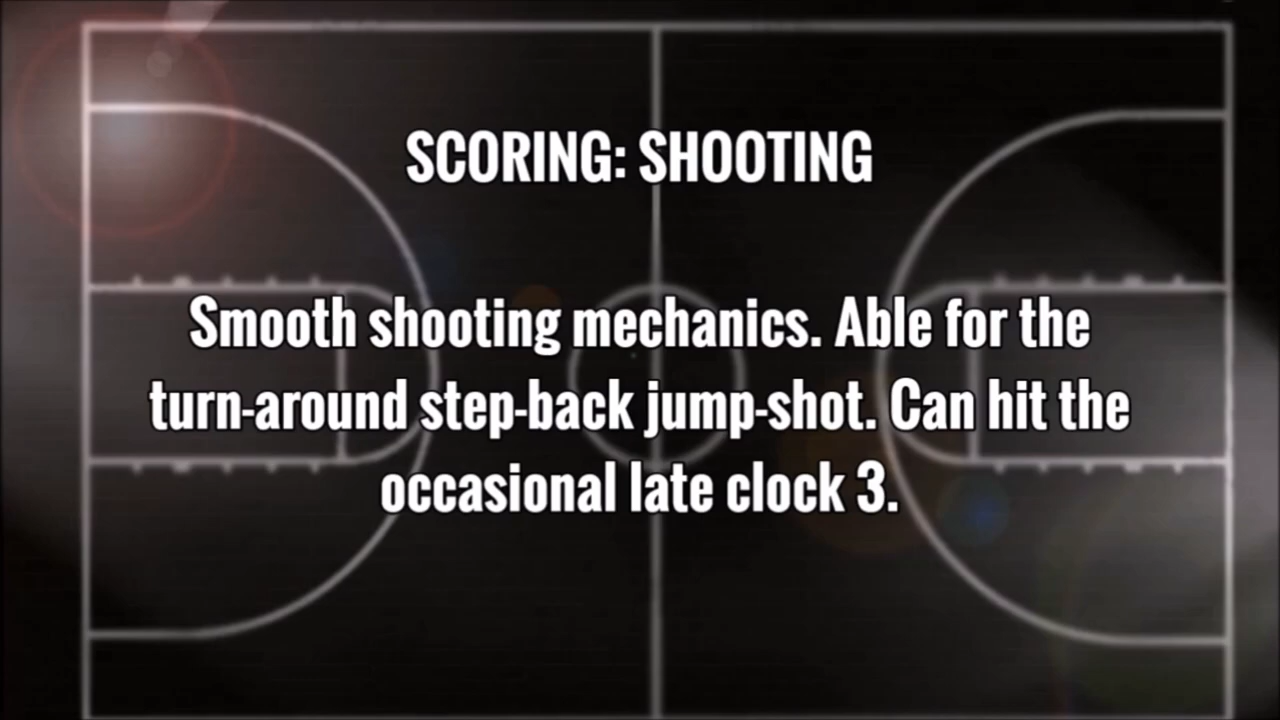 SCORING: SHOOTING
Smooth shooting mechanics. Able for the
turn-around step-back jump-shot. Can hit the
occasional late clock 3.